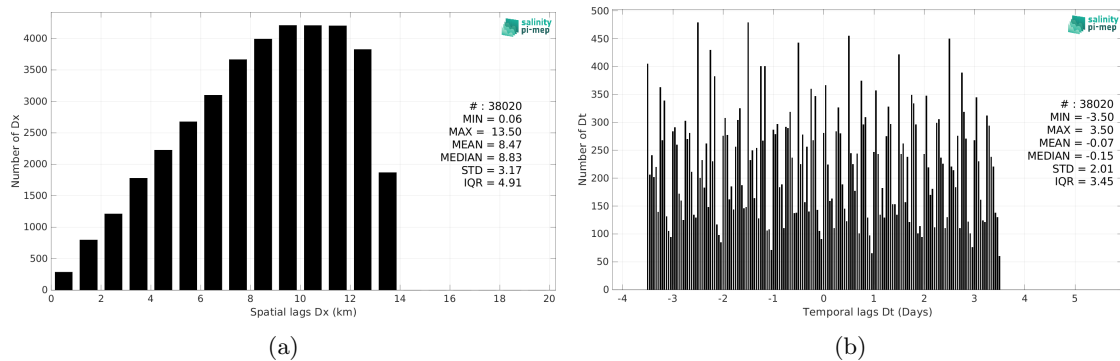 salinity
pi-mep
4000
3500
3000
2500
2000
1500
1000
500
0
Number of Dx
# : 38020
MIN = 0.06
MAX = 13.50
MEAN = 8.47
MEDIAN = 8.83
STD = 3.17
IQR = 4.91
0 2 4 6 8 10 12 14 16 18 20
Spatial lags Dx (km)
(a)
salinity
pi-mep
500
450
400
350
300
250
200
150
100
50
0
Number of Dt
# : 38020
MIN = -3.50
MAX = 3.50
MEAN = -0.07
MEDIAN = -0.15
STD = 2.01
IQR = 3.45
-4 -3 -2 -1 0 1 2 3 4 5
Temporal lags Dt (Days)
(b)